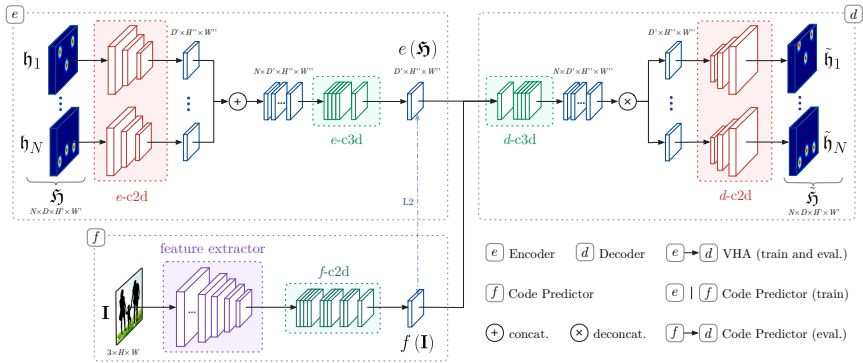 e
d
D'×H''×W''
e (𝕳)
D'×H''×W''
𝔥1
N×D'×H''×W''
N×D'×H''×W''
D'×H''×W''
𝔥̃1
...
+
...
...
...
×
𝔥N
e-c3d
d-c3d
𝔥̃N
𝕳
e-c2d
N×D×H'×W'
d-c2d
𝕳̃
N×D×H'×W'
L2
f
feature extractor
f-c2d
I
...
3×H×W
f (I)
e Encoder
d Decoder
e d VHA (train and eval.)
f Code Predictor
e | f Code Predictor (train)
+ concat.
× deconcat.
f d Code Predictor (eval.)